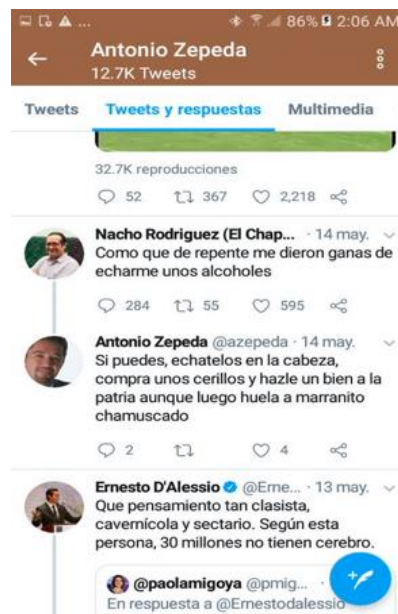 86% 2:06 AM
Antonio Zepeda
12.7K Tweets
Tweets Tweets y respuestas Multimedia
32.7K reproducciones
52 367 2,218
Nacho Rodriguez (El Chap... · 14 may.
Como que de repente me dieron ganas de
echarme unos alcoholes
284 55 595
Antonio Zepeda @azepeda · 14 may.
Si puedes, echatelos en la cabeza,
compra unos cerillos y hazle un bien a la
patria aunque luego huela a marranito
chamuscado
2 4
Ernesto D'Alessio @Erne... · 13 may.
Que pensamiento tan clasista,
cavernícola y sectario. Según esta
persona, 30 millones no tienen cerebro.
@paolamigoya @pmig... ·
En respuesta a @Ernestodalessio